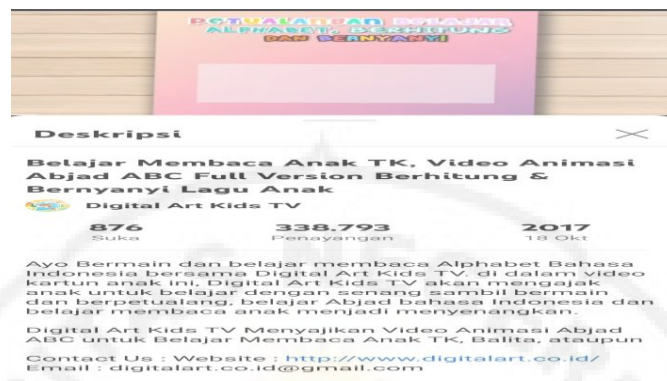 PETUALANGAN BELAJAR
ALPHABET, BERHITUNG
DAN BERNYANYI
Deskripsi
Belajar Membaca Anak TK, Video Animasi
Abjad ABC Full Version Berhitung &
Bernyanyi Lagu Anak
Digital Art Kids TV
876 338.793 2017
Suka Penayangan 18 Okt
Ayo Bermain dan belajar membaca Alphabet Bahasa
Indonesia bersama Digital Art Kids TV. di dalam video
kartun anak ini, Digital Art Kids TV akan mengajak
anak untuk belajar dengan senang sambil bermain
dan berpetualang, belajar Abjad bahasa Indonesia dan
belajar membaca anak menjadi menyenangkan.
Digital Art Kids TV Menyajikan Video Animasi Abjad
ABC untuk Belajar Membaca Anak TK, Balita, ataupun
Contact Us : Website : http://www.digitalart.co.id/
Email : digitalart.co.id@gmail.com